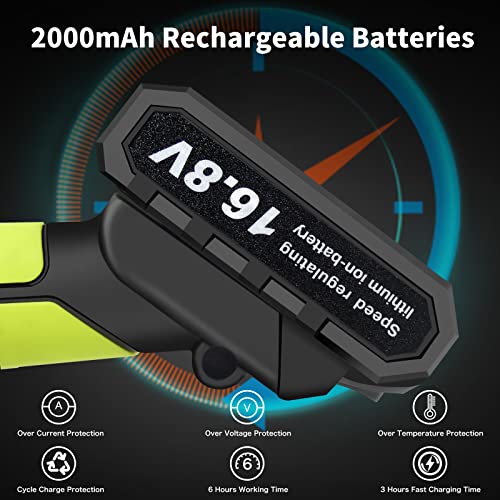 2000mAh Rechargeable Batteries
16.8V
Speed regulating
lithium ion-battery
A
Over Current Protection
V
Over Voltage Protection
Over Temperature Protection
Cycle Charge Protection
6
6 Hours Working Time
3 Hours Fast Charging Time